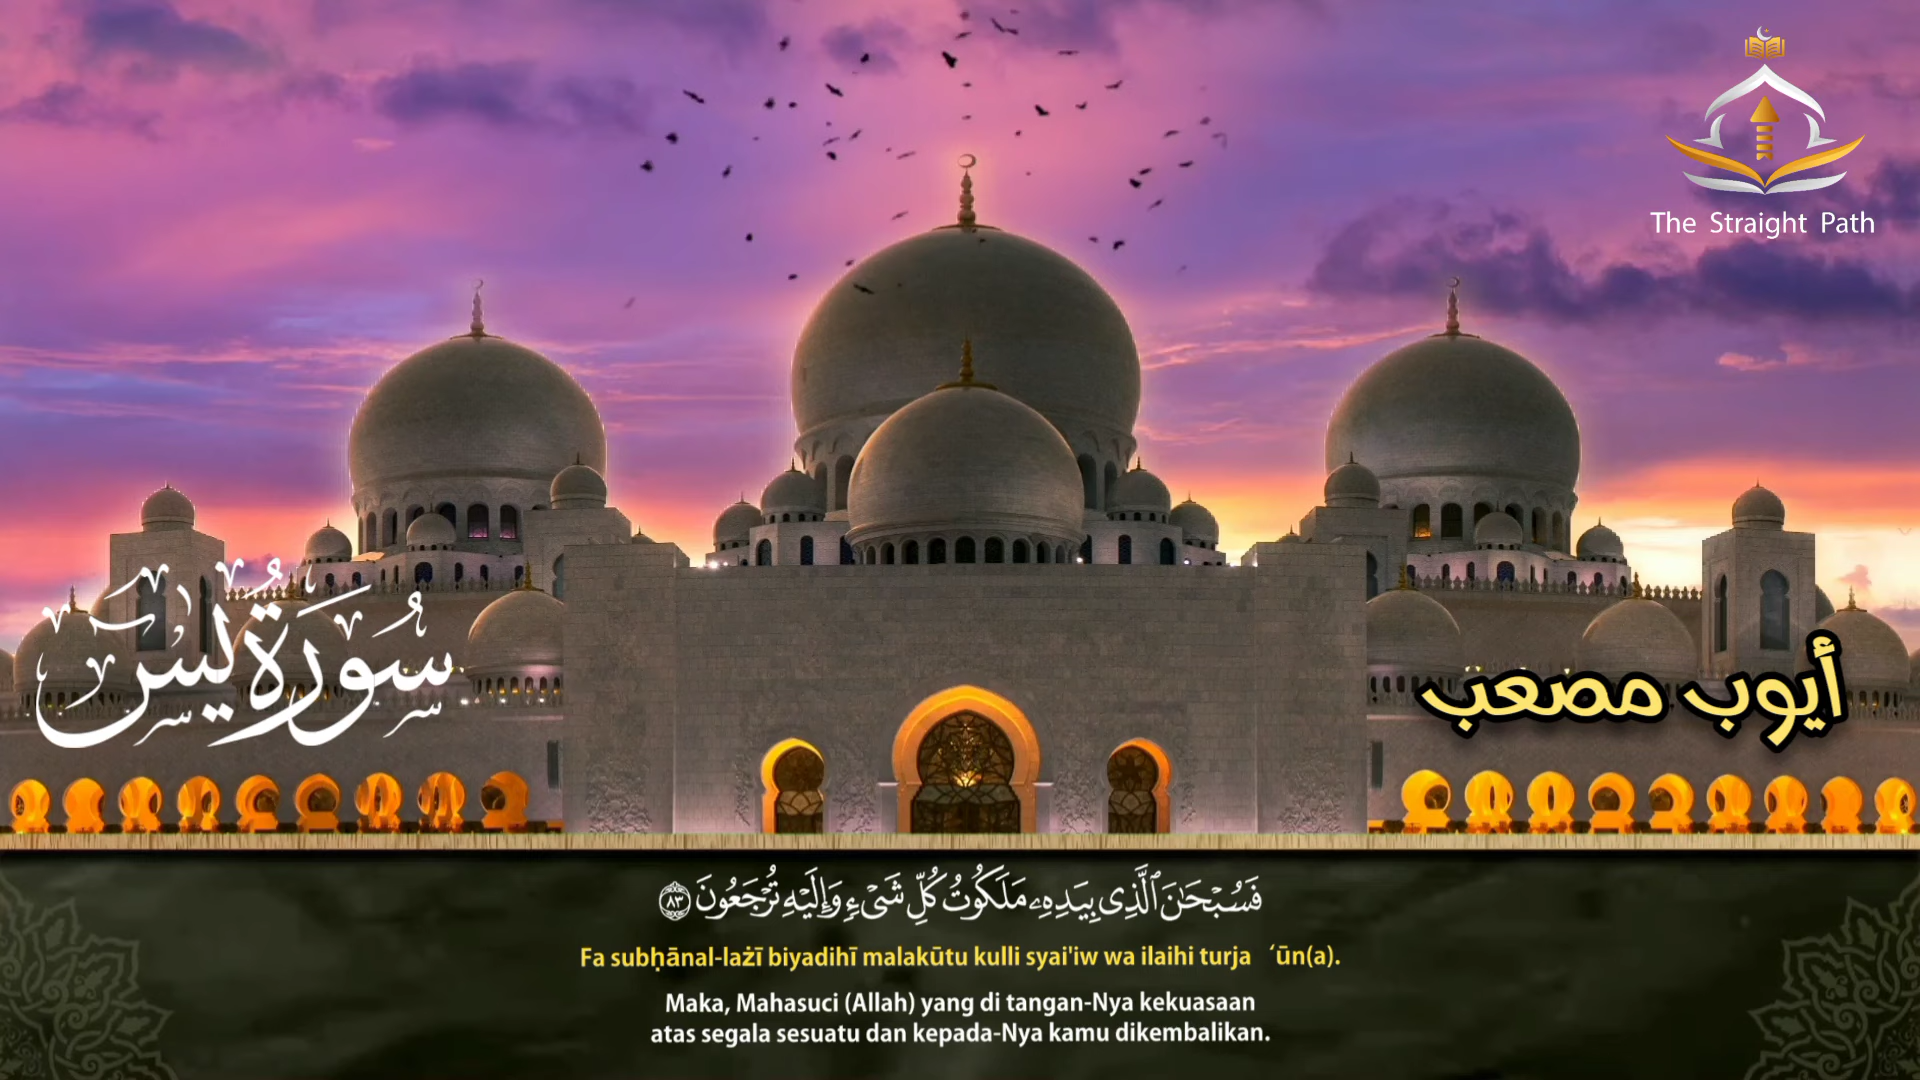 The Straight Path
سُورَةُ يس
أيوب مصعب
فَسُبْحَٰنَ ٱلَّذِى بِيَدِهِۦ مَلَكُوتُ كُلِّ شَىْءٍ وَإِلَيْهِ تُرْجَعُونَ ٨٣
Fa subḥānal-lażī biyadihī malakūtu kulli syai'iw wa ilaihi turja ‘ūn(a).
Maka, Mahasuci (Allah) yang di tangan-Nya kekuasaan
atas segala sesuatu dan kepada-Nya kamu dikembalikan.